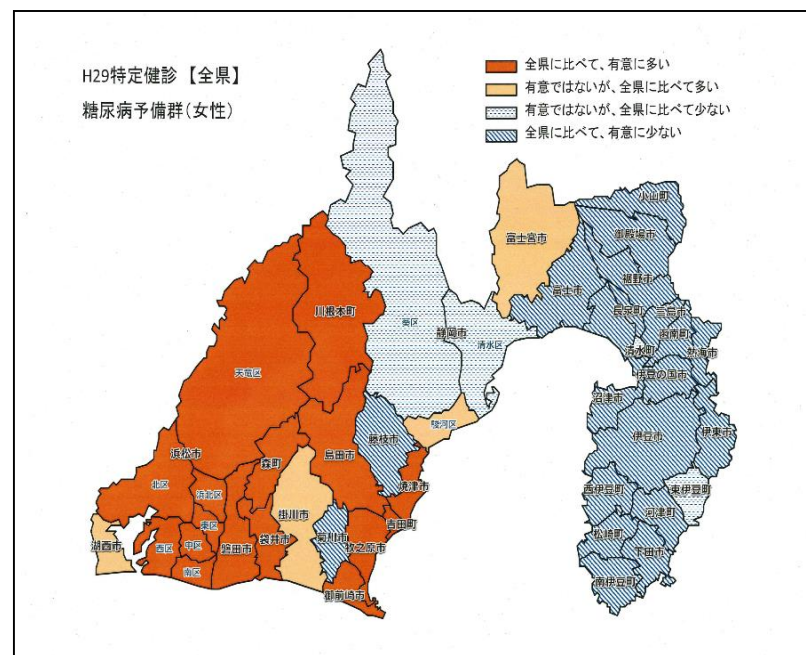 H29特定健診【全県】
糖尿病予備群(女性)
全県に比べて、有意に多い
有意ではないが、全県に比べて多い
有意ではないが、全県に比べて少ない
全県に比べて、有意に少ない
小山町
御殿場市
富士宮市
裾野市
富士市
長泉町
三島市
函南町
清水町
熱海市
伊豆の国市
沼津市
伊豆市
伊東市
西伊豆町
東伊豆町
河津町
松崎町
下田市
南伊豆町
川根本町
葵区
静岡市
清水区
駿河区
天竜区
藤枝市
島田市
焼津市
吉田町
牧之原市
御前崎市
菊川市
掛川市
森町
袋井市
磐田市
浜松市
北区
浜北区
東区
中区
西区
南区
湖西市